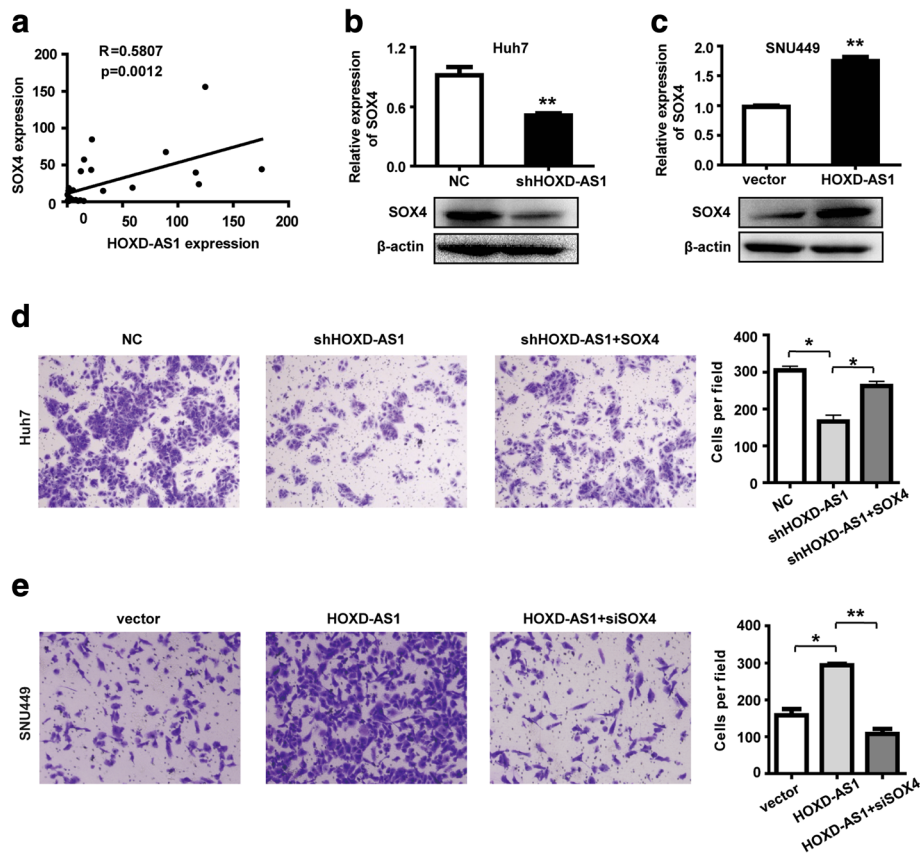 a
R=0.5807
p=0.0012
SOX4 expression
200
150
100
50
0
0
50
100
150
200
HOXD-AS1 expression
b
Huh7
Relative expression
of SOX4
1.2
0.6
0.0
**
NC
shHOXD-AS1
SOX4
β-actin
c
SNU449
Relative expression
of SOX4
2.0
1.5
1.0
0.5
0.0
**
vector
HOXD-AS1
SOX4
β-actin
d
NC
shHOXD-AS1
shHOXD-AS1+SOX4
Huh7
Cells per field
400
300
200
100
0
*
*
NC
shHOXD-AS1
shHOXD-AS1+SOX4
e
vector
HOXD-AS1
HOXD-AS1+siSOX4
SNU449
Cells per field
400
300
200
100
0
*
**
vector
HOXD-AS1
HOXD-AS1+siSOX4